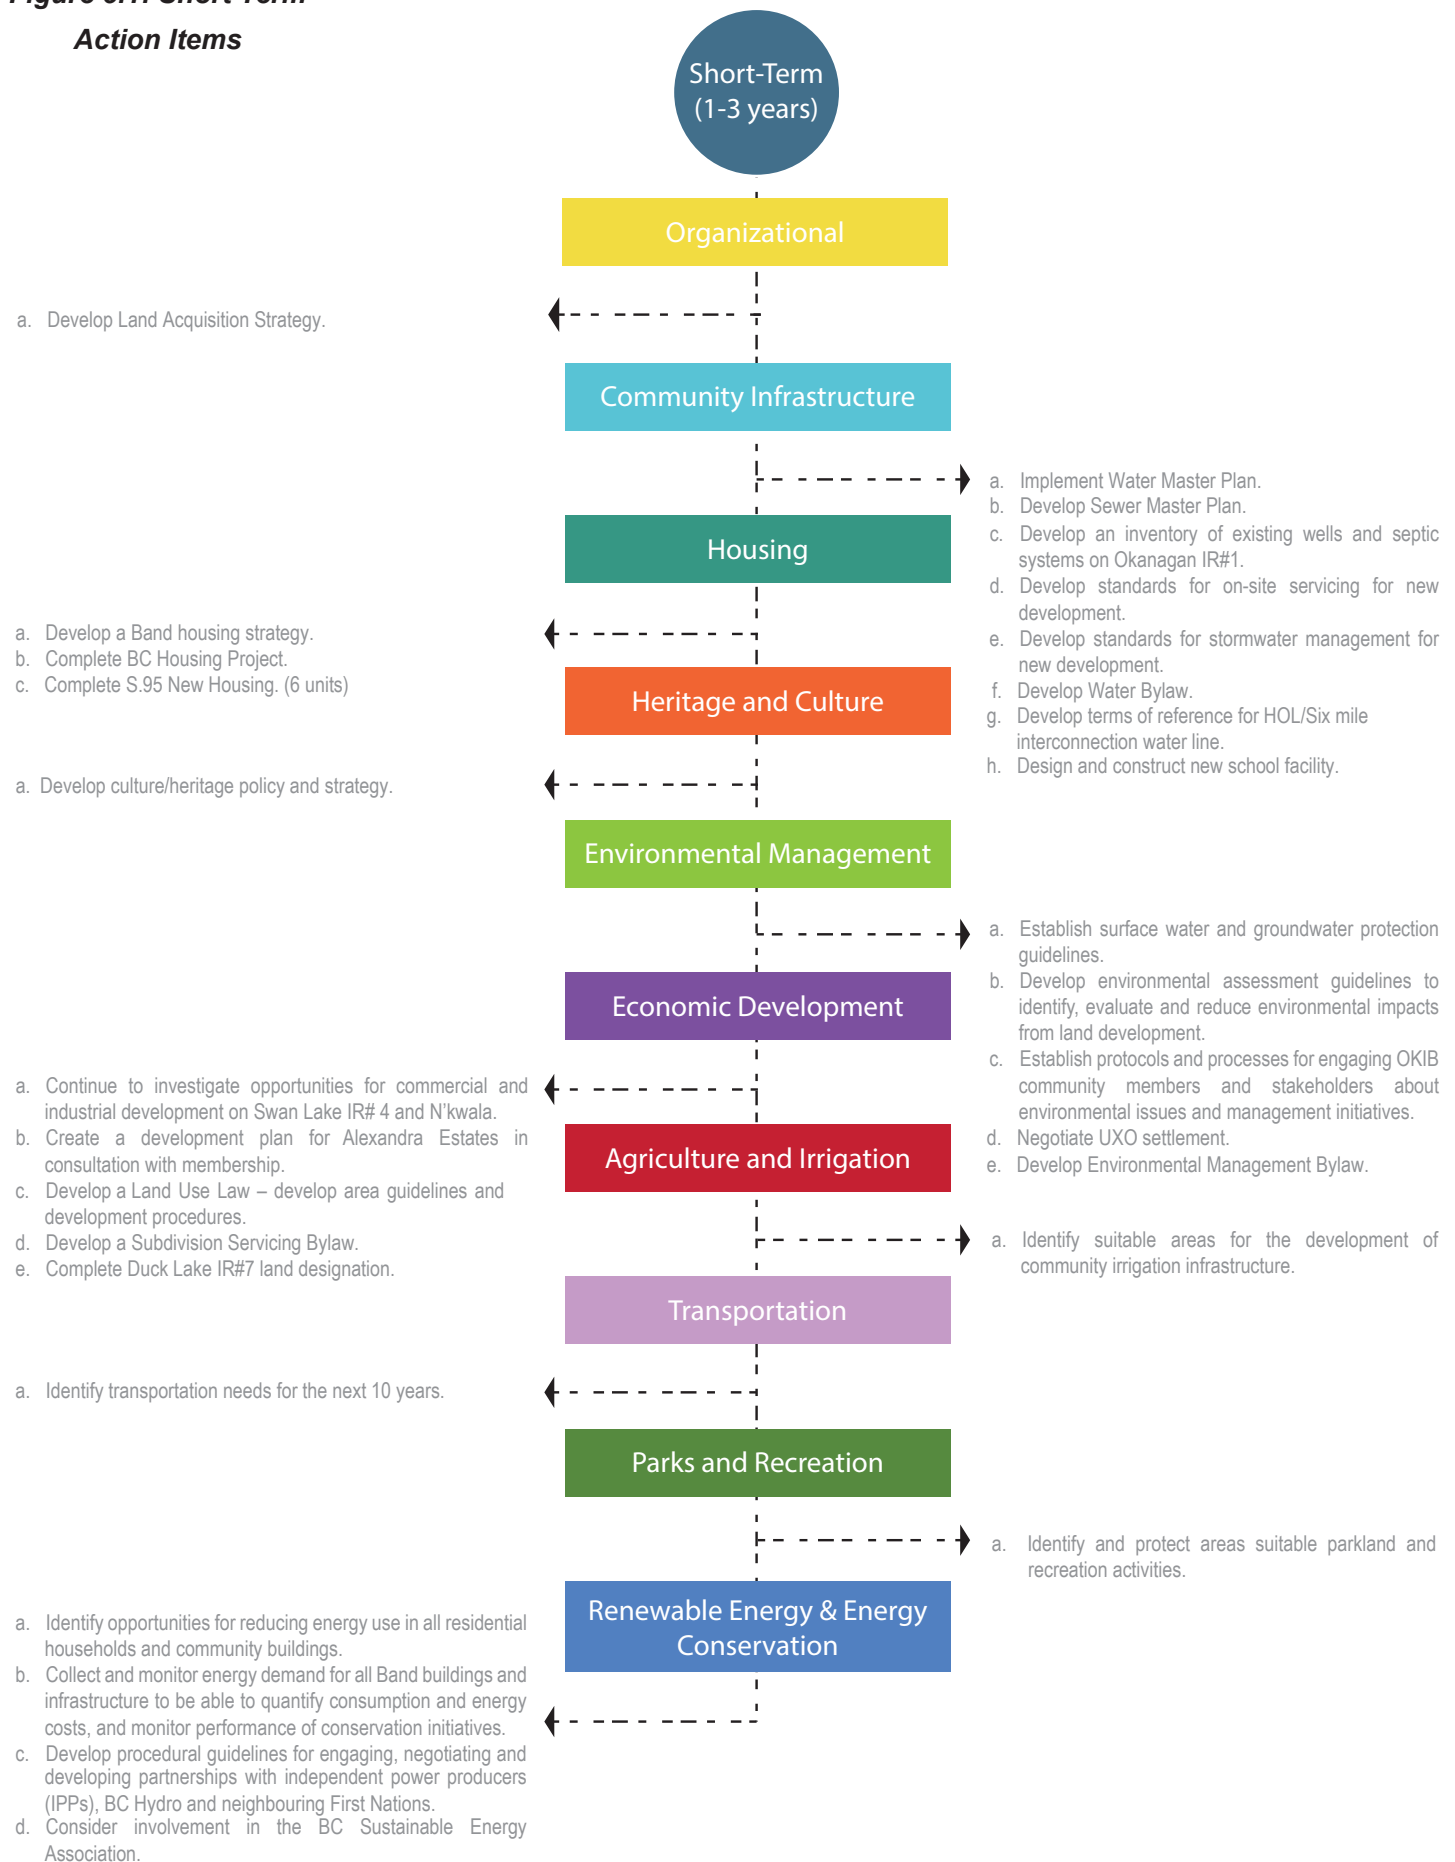 Action Items
Short-Term
(1-3 years)
Organizational
a. Develop Land Acquisition Strategy.
Community Infrastructure
a. Implement Water Master Plan.
b. Develop Sewer Master Plan.
c. Develop an inventory of existing wells and septic
systems on Okanagan IR#1.
d. Develop standards for on-site servicing for new
development.
e. Develop standards for stormwater management for
new development.
f. Develop Water Bylaw.
g. Develop terms of reference for HOL/Six mile
interconnection water line.
h. Design and construct new school facility.
Housing
a. Develop a Band housing strategy.
b. Complete BC Housing Project.
c. Complete S.95 New Housing. (6 units)
Heritage and Culture
a. Develop culture/heritage policy and strategy.
Environmental Management
a. Establish surface water and groundwater protection
guidelines.
b. Develop environmental assessment guidelines to
identify, evaluate and reduce environmental impacts
from land development.
c. Establish protocols and processes for engaging OKIB
community members and stakeholders about
environmental issues and management initiatives.
d. Negotiate UXO settlement.
e. Develop Environmental Management Bylaw.
Economic Development
a. Continue to investigate opportunities for commercial and
industrial development on Swan Lake IR# 4 and N'kwala.
b. Create a development plan for Alexandra Estates in
consultation with membership.
c. Develop a Land Use Law – develop area guidelines and
development procedures.
d. Develop a Subdivision Servicing Bylaw.
e. Complete Duck Lake IR#7 land designation.
Agriculture and Irrigation
a. Identify suitable areas for the development of
community irrigation infrastructure.
Transportation
a. Identify transportation needs for the next 10 years.
Parks and Recreation
a. Identify and protect areas suitable parkland and
recreation activities.
Renewable Energy & Energy
Conservation
a. Identify opportunities for reducing energy use in all residential
households and community buildings.
b. Collect and monitor energy demand for all Band buildings and
infrastructure to be able to quantify consumption and energy
costs, and monitor performance of conservation initiatives.
c. Develop procedural guidelines for engaging, negotiating and
developing partnerships with independent power producers
(IPPs), BC Hydro and neighbouring First Nations.
d. Consider involvement in the BC Sustainable Energy
Association.